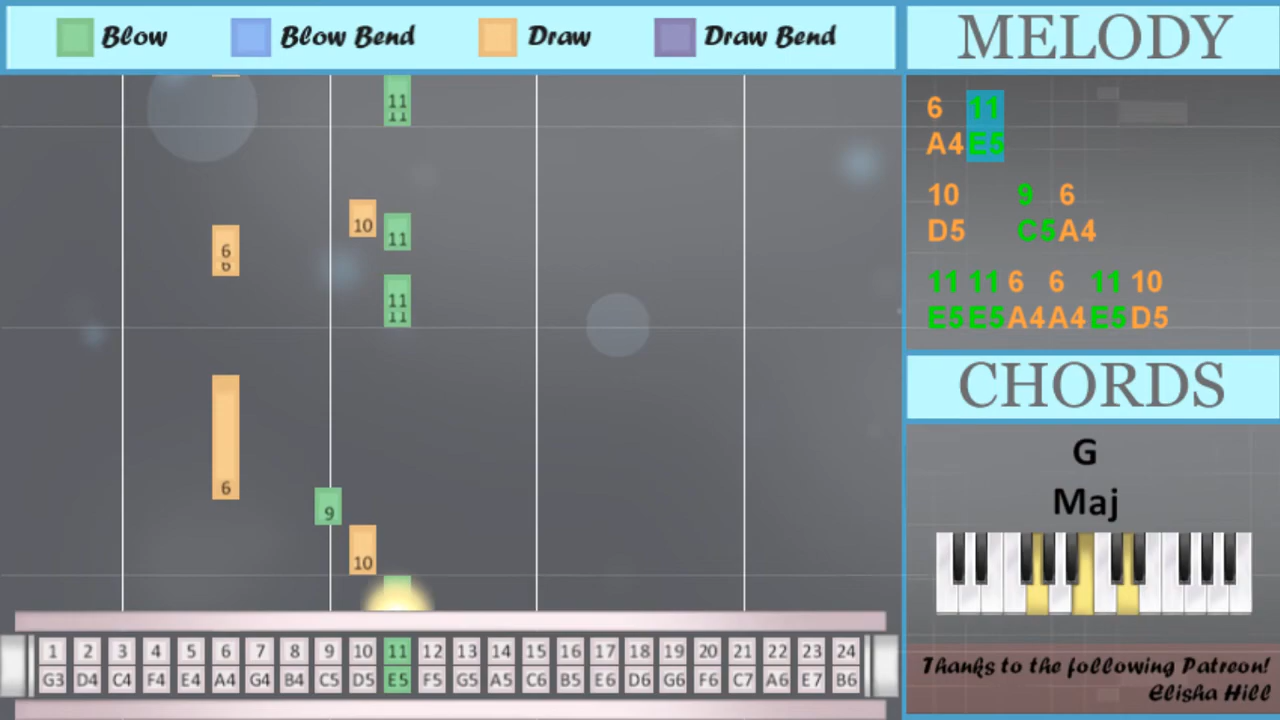 Blow Blow Bend Draw Draw Bend
MELODY
6 11
A4 E5
10 9 6
D5 C5 A4
11 11 6 6 11 10
E5 E5 A4 A4 E5 D5
CHORDS
G
Maj
11
11
10
11
6
6
11
11
6
9
10
1 2 3 4 5 6 7 8 9 10 11 12 13 14 15 16 17 18 19 20 21 22 23 24
G3 D4 C4 F4 E4 A4 G4 B4 C5 D5 E5 F5 G5 A5 C6 B5 E6 D6 G6 F6 C7 A6 E7 B6
Thanks to the following Patreon!
Elisha Hill